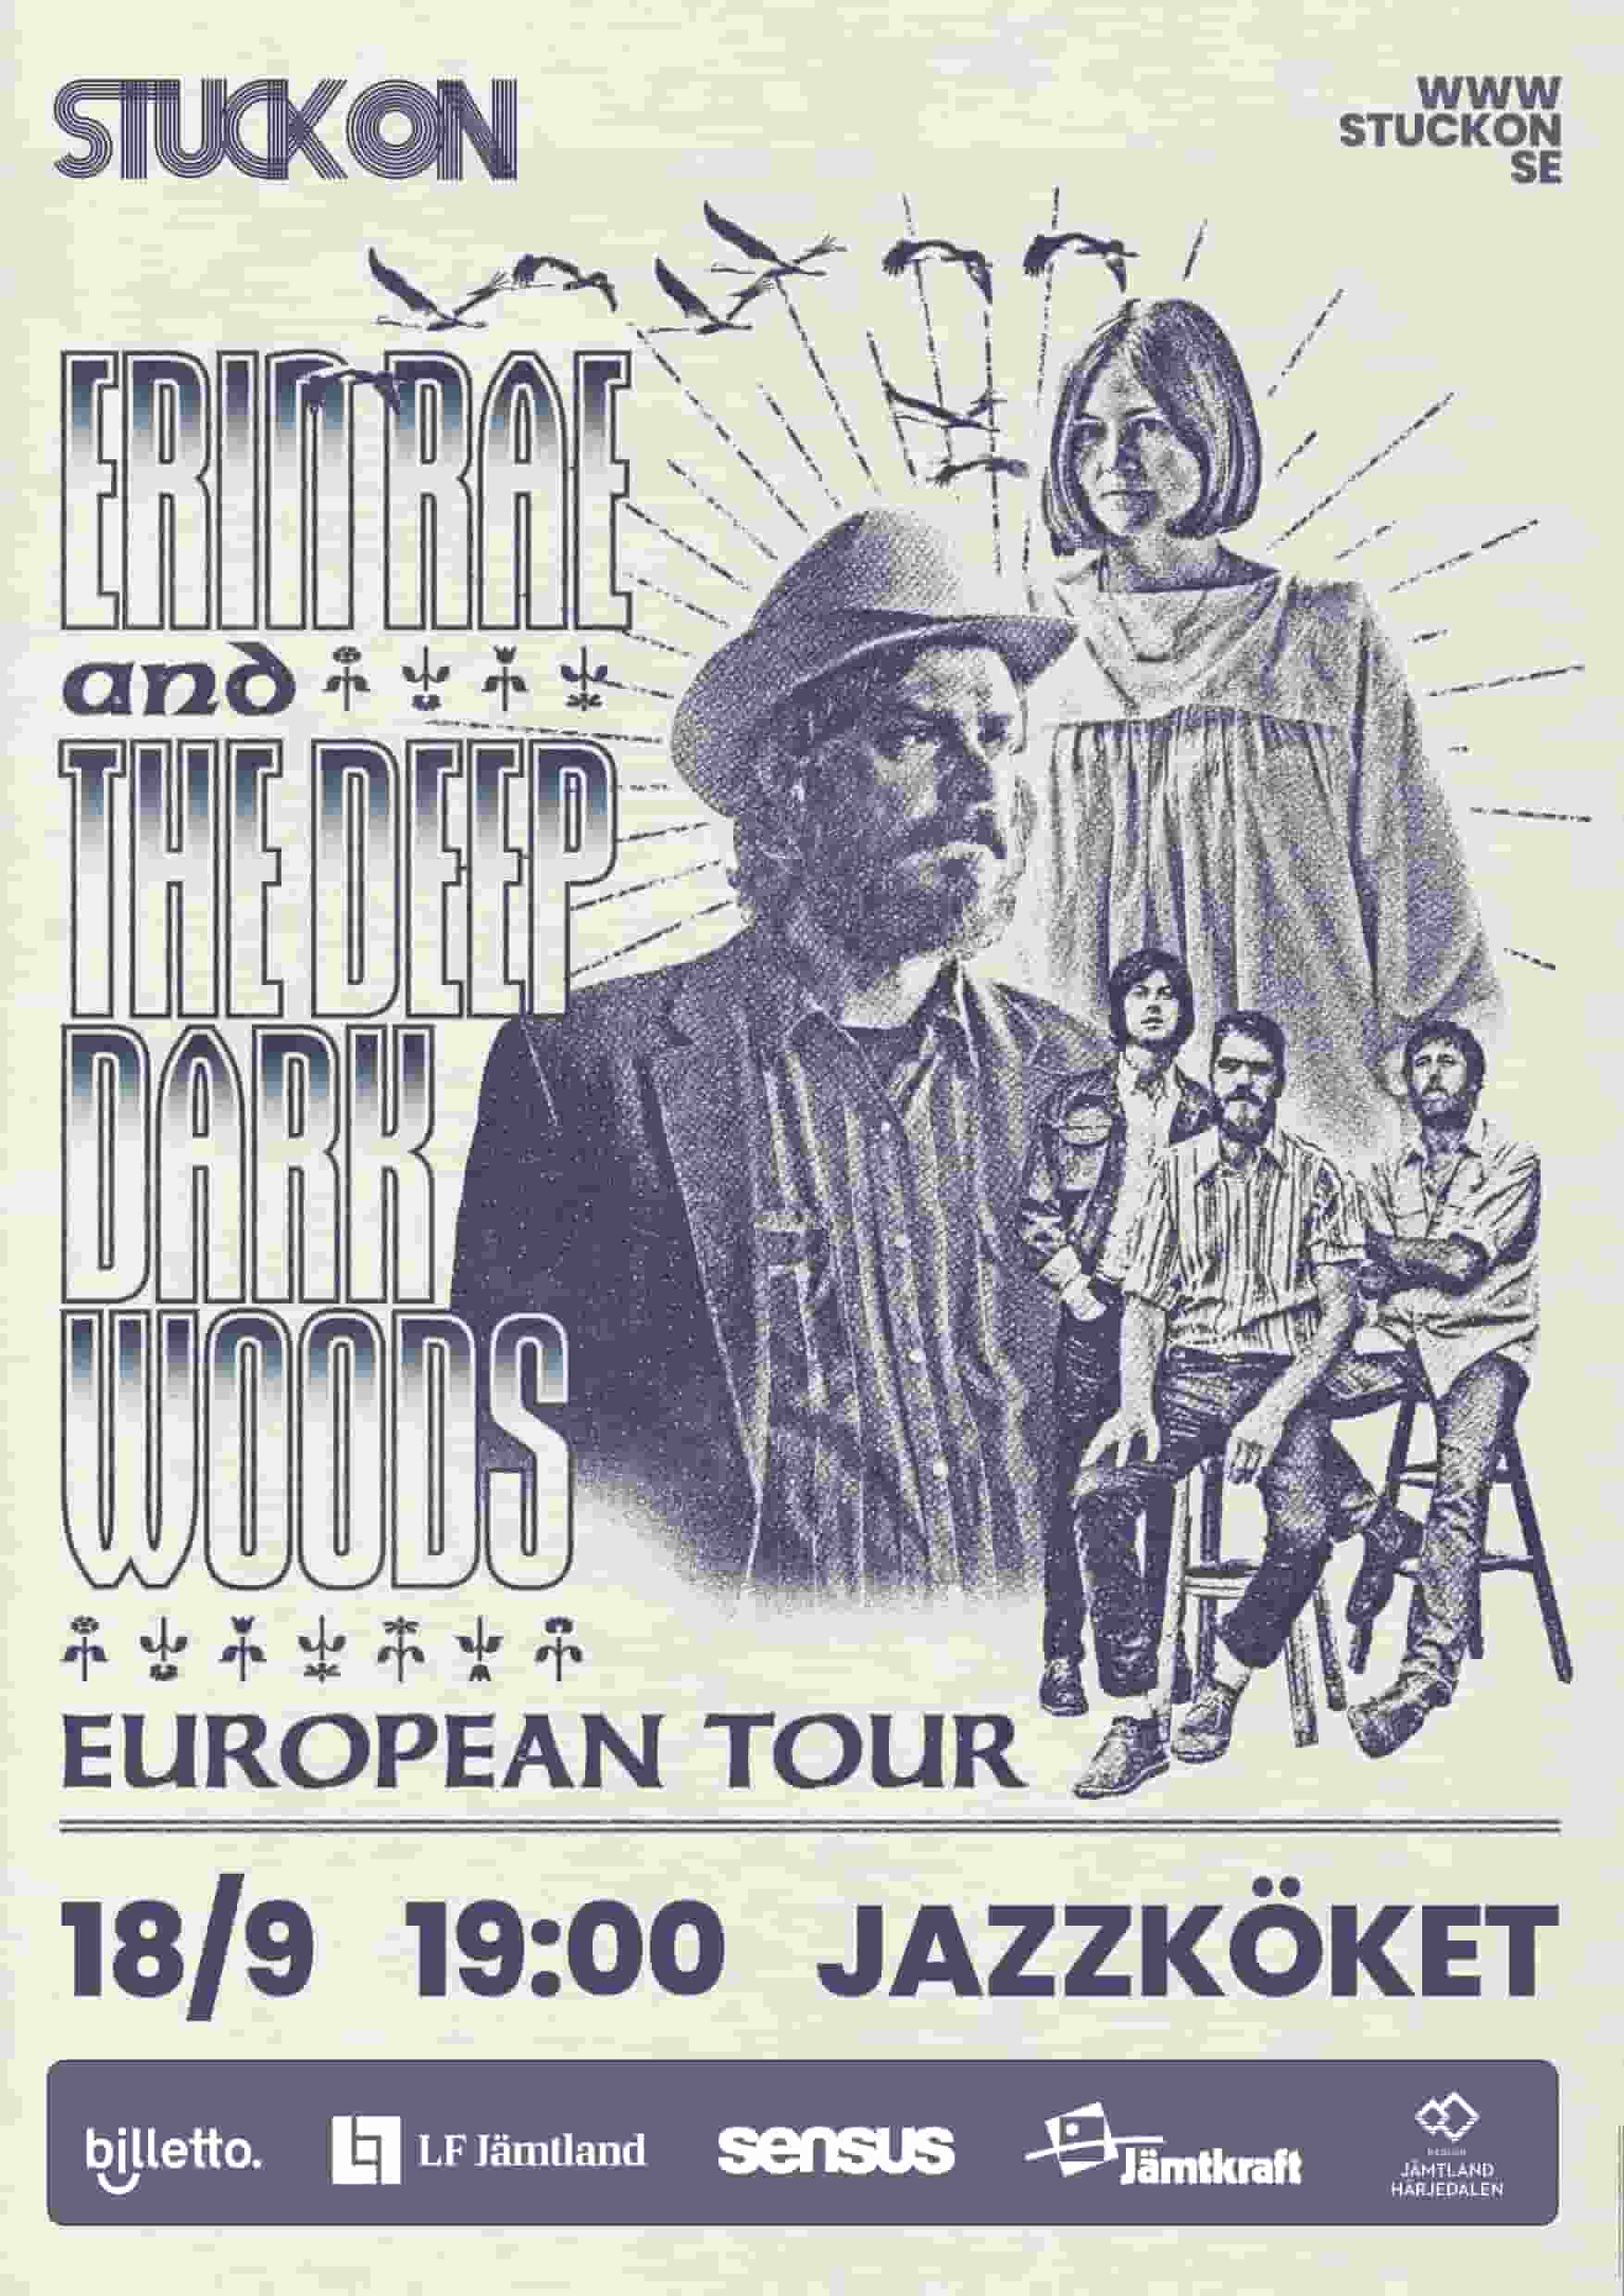 STUCK ON
WWW
STUCKON
SE
ERIN RAE
and
THE DEEP
DARK
WOODS
EUROPEAN TOUR
18/9 19:00 JAZZKÖKET
billetto.
LF Jämtland
sensus
Jämtkraft
REGION
JÄMTLAND
HÄRJEDALEN